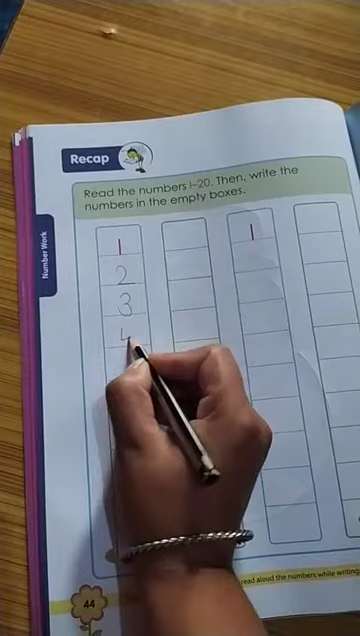 Recap
Read the numbers 1–20. Then, write the
numbers in the empty boxes.
Number Work
1
1
2
3
4
read aloud the numbers while writing
44